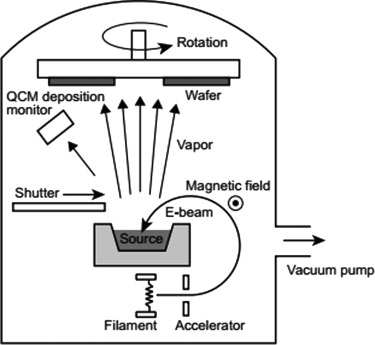 Rotation
QCM deposition
monitor
Wafer
Vapor
Shutter
Magnetic field
E-beam
Source
Vacuum pump
Filament
Accelerator